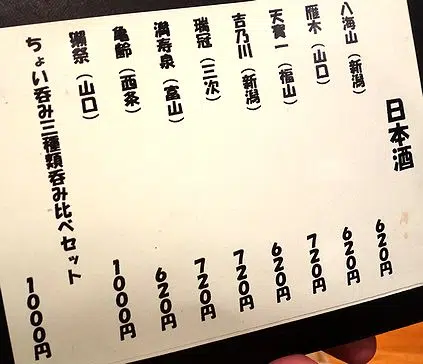 日本酒
八海山(新潟) 620円
雁木(山口) 620円
天寶一(福山) 720円
吉乃川(新潟) 620円
瑞冠(三次) 720円
満寿泉(富山) 720円
亀齢(西条) 620円
獺祭(山口) 1000円
ちょい呑み三種類呑み比べセット 1000円